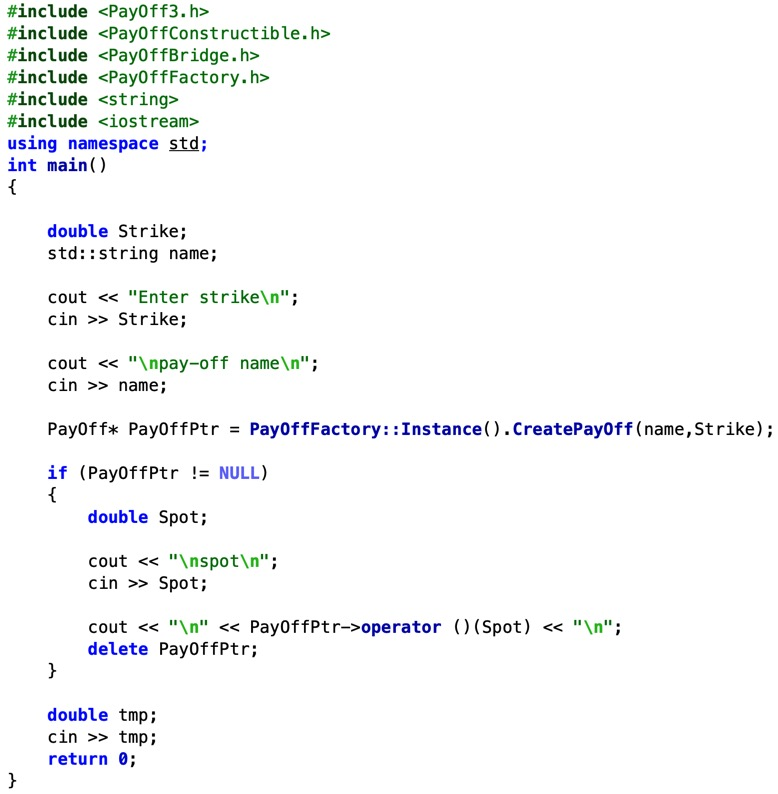 #include <PayOff3.h>
#include <PayOffConstructible.h>
#include <PayOffBridge.h>
#include <PayOffFactory.h>
#include <string>
#include <iostream>
using namespace std;
int main()
{

    double Strike;
    std::string name;

    cout << "Enter strike\n";
    cin >> Strike;

    cout << "\npay-off name\n";
    cin >> name;

    PayOff* PayOffPtr = PayOffFactory::Instance().CreatePayOff(name,Strike);

    if (PayOffPtr != NULL)
    {
        double Spot;

        cout << "\nspot\n";
        cin >> Spot;

        cout << "\n" << PayOffPtr->operator ()(Spot) << "\n";
        delete PayOffPtr;
    }

    double tmp;
    cin >> tmp;
    return 0;
}